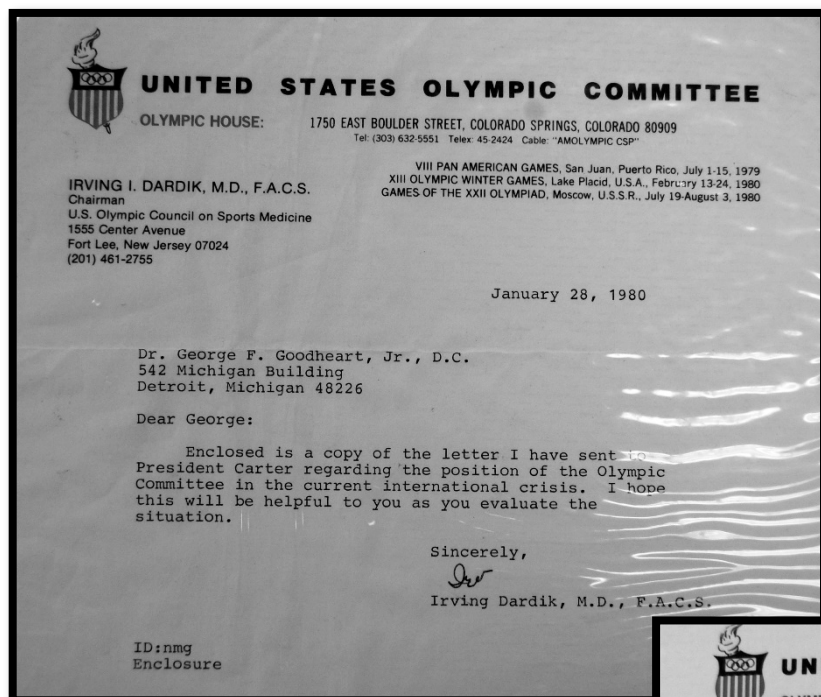 UNITED STATES OLYMPIC COMMITTEE
OLYMPIC HOUSE: 1750 EAST BOULDER STREET, COLORADO SPRINGS, COLORADO 80909
Tel: (303) 632-5551 Telex: 45-2424 Cable: "AMOLYMPIC CSP"
VIII PAN AMERICAN GAMES, San Juan, Puerto Rico, July 1-15, 1979
XIII OLYMPIC WINTER GAMES, Lake Placid, U.S.A., February 13-24, 1980
GAMES OF THE XXII OLYMPIAD, Moscow, U.S.S.R., July 19-August 3, 1980
IRVING I. DARDIK, M.D., F.A.C.S.
Chairman
U.S. Olympic Council on Sports Medicine
1555 Center Avenue
Fort Lee, New Jersey 07024
(201) 461-2755
January 28, 1980
Dr. George F. Goodheart, Jr., D.C.
542 Michigan Building
Detroit, Michigan 48226
Dear George:
Enclosed is a copy of the letter I have sent to
President Carter regarding the position of the Olympic
Committee in the current international crisis. I hope
this will be helpful to you as you evaluate the
situation.
Sincerely,
Irv
Irving Dardik, M.D., F.A.C.S.
ID:nmg
Enclosure
UN